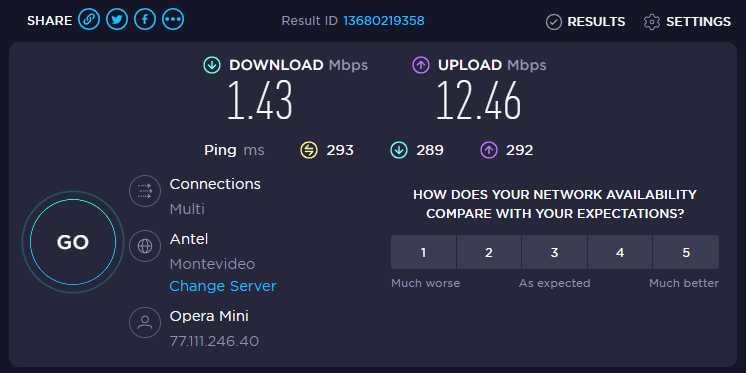 SHARE
Result ID 13680219358
RESULTS
SETTINGS
DOWNLOAD Mbps
1.43
UPLOAD Mbps
12.46
Ping ms
293
289
292
GO
Connections
Multi
Antel
Montevideo
Change Server
Opera Mini
77.111.246.40
HOW DOES YOUR NETWORK AVAILABILITY
COMPARE WITH YOUR EXPECTATIONS?
1 2 3 4 5
Much worse As expected Much better